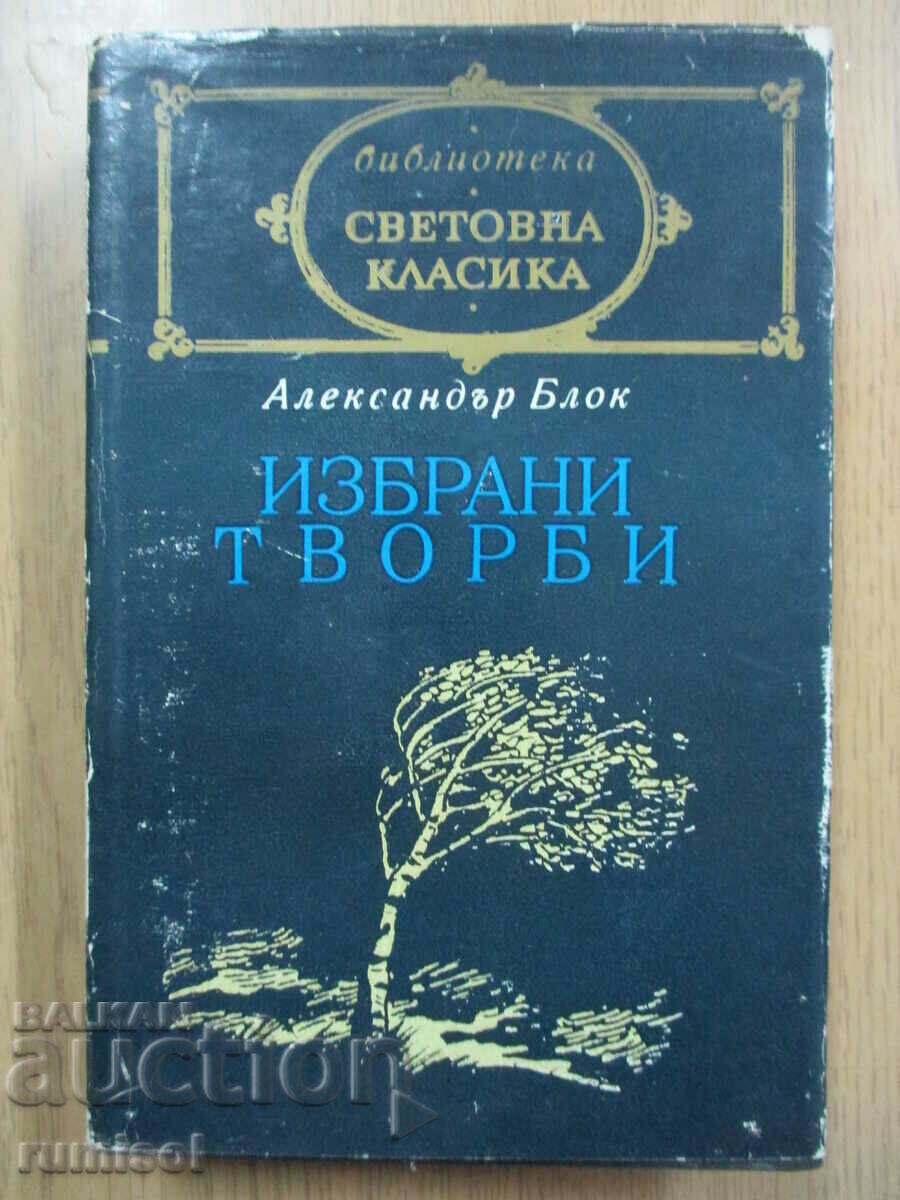 библиотека
СВЕТОВНА
КЛАСИКА
Александър Блок
ИЗБРАНИ
ТВОРБИ
BALKAN
auction
rumisol